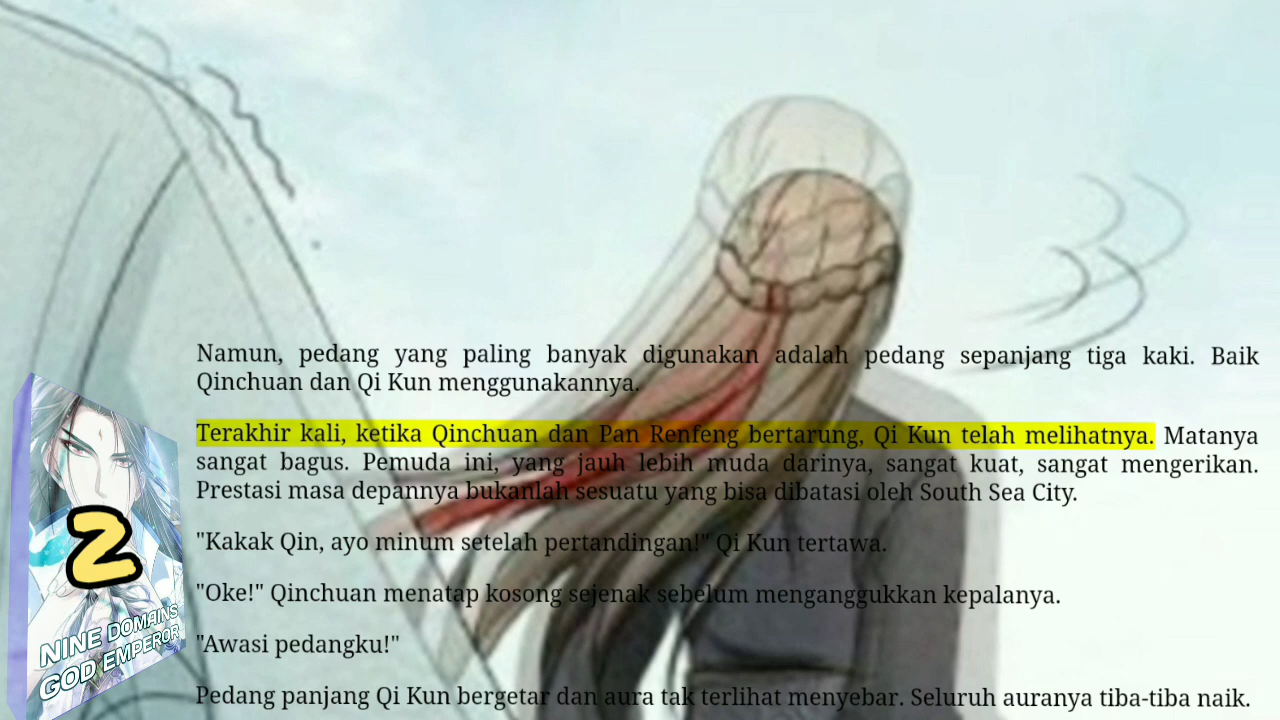 Namun, pedang yang paling banyak digunakan adalah pedang sepanjang tiga kaki. Baik
Qinchuan dan Qi Kun menggunakannya.
Terakhir kali, ketika Qinchuan dan Pan Renfeng bertarung, Qi Kun telah melihatnya. Matanya
sangat bagus. Pemuda ini, yang jauh lebih muda darinya, sangat kuat, sangat mengerikan.
Prestasi masa depannya bukanlah sesuatu yang bisa dibatasi oleh South Sea City.
"Kakak Qin, ayo minum setelah pertandingan!" Qi Kun tertawa.
"Oke!" Qinchuan menatap kosong sejenak sebelum menganggukkan kepalanya.
"Awasi pedangku!"
Pedang panjang Qi Kun bergetar dan aura tak terlihat menyebar. Seluruh auranya tiba-tiba naik.
2
NINE DOMAINS
GOD EMPEROR